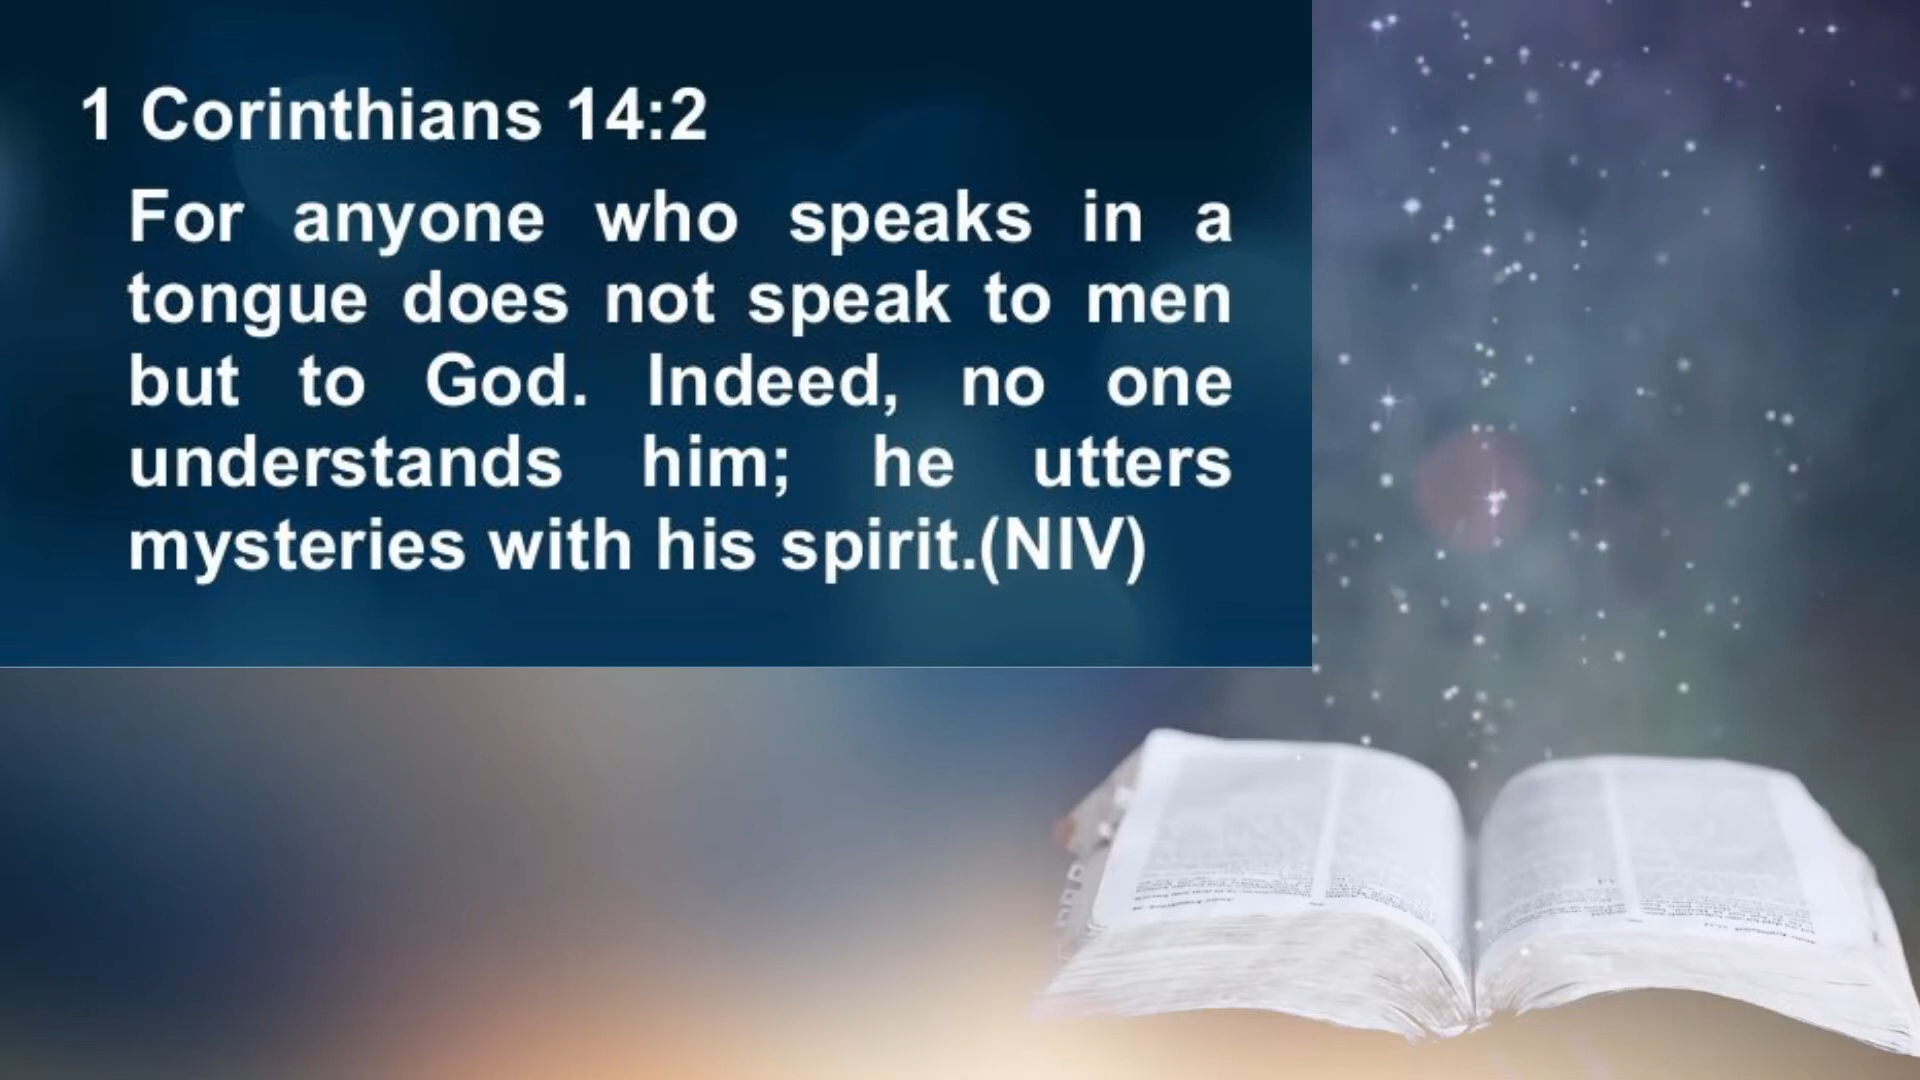 1 Corinthians 14:2
For anyone who speaks in a
tongue does not speak to men
but to God. Indeed, no one
understands him; he utters
mysteries with his spirit.(NIV)